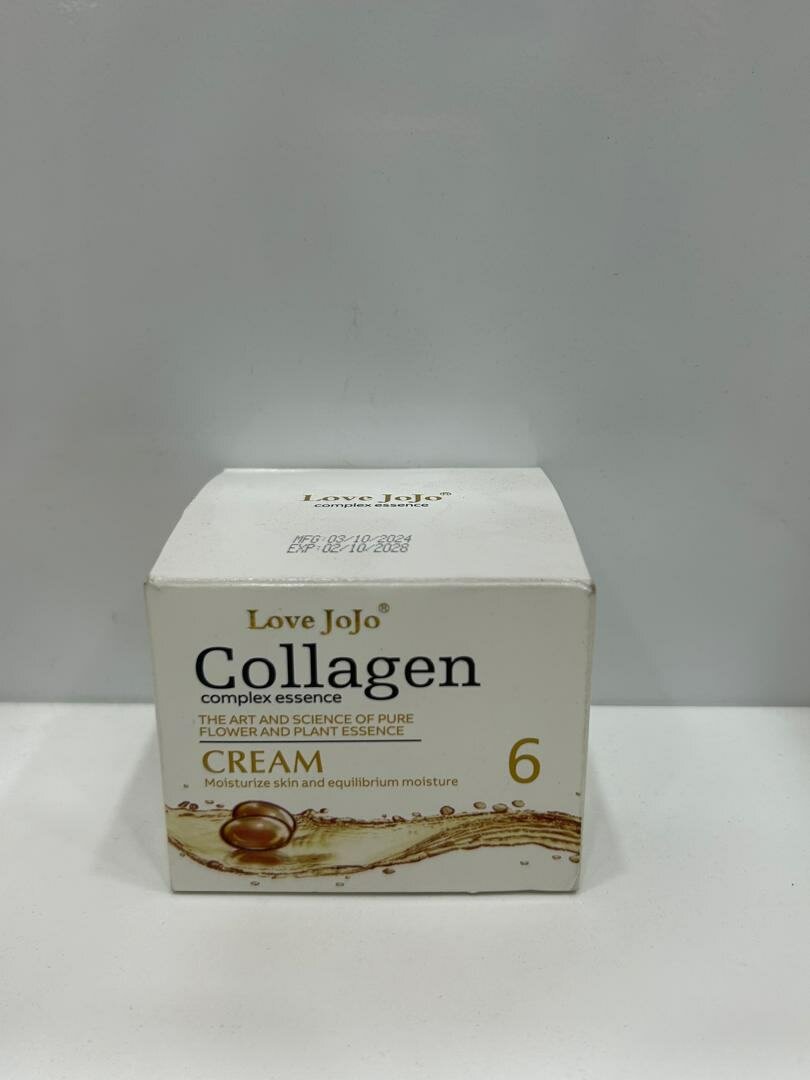 Love JoJo®
complex essence
MFG:03/10/2024
EXP:02/10/2028
Love JoJo®
Collagen
complex essence
THE ART AND SCIENCE OF PURE
FLOWER AND PLANT ESSENCE
CREAM
6
Moisturize skin and equilibrium moisture